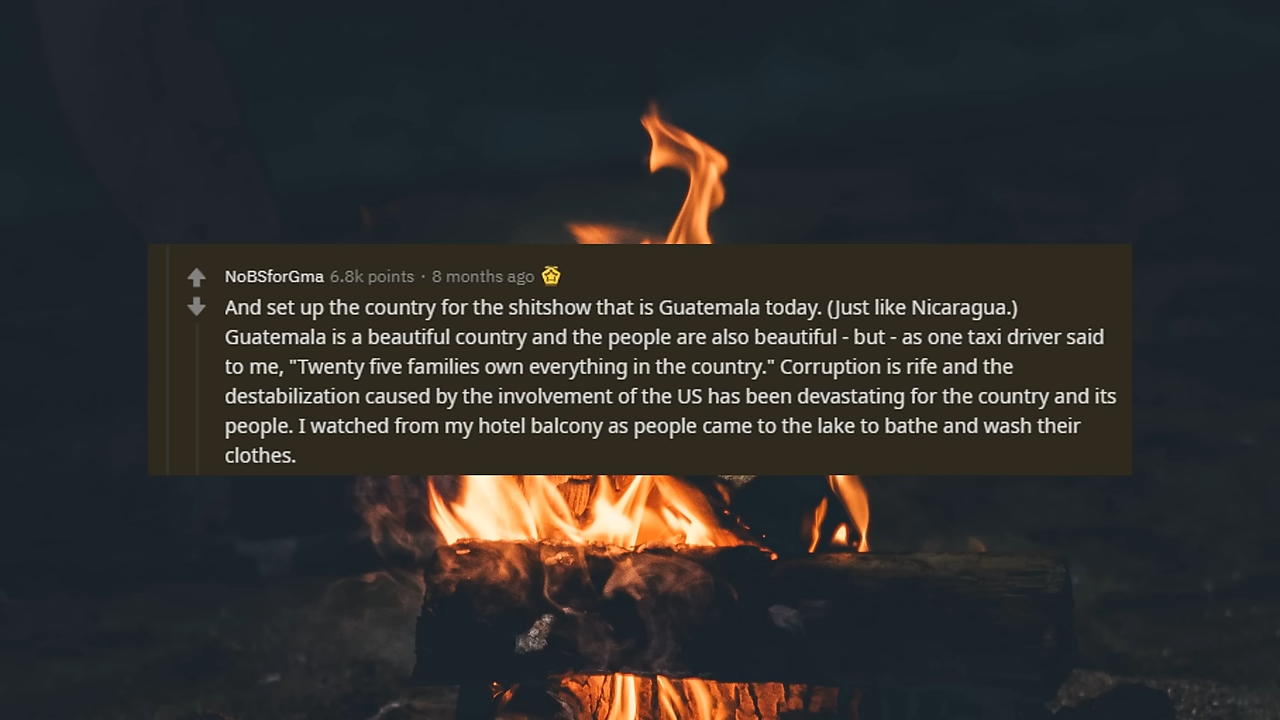 NoBSforGma 6.8k points · 8 months ago
And set up the country for the shitshow that is Guatemala today. (Just like Nicaragua.)
Guatemala is a beautiful country and the people are also beautiful - but - as one taxi driver said
to me, "Twenty five families own everything in the country." Corruption is rife and the
destabilization caused by the involvement of the US has been devastating for the country and its
people. I watched from my hotel balcony as people came to the lake to bathe and wash their
clothes.